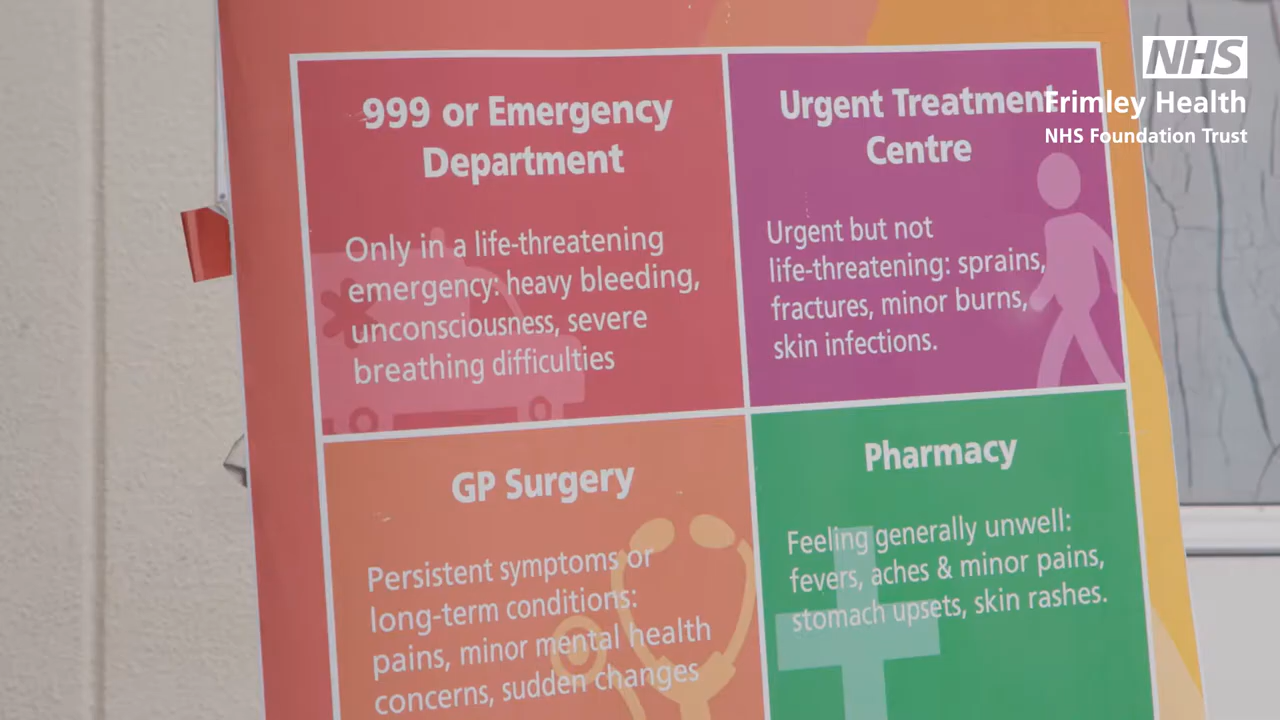 NHS
Frimley Health
NHS Foundation Trust
999 or Emergency
Department
Only in a life-threatening
emergency: heavy bleeding,
unconsciousness, severe
breathing difficulties
Urgent Treatment
Centre
Urgent but not
life-threatening: sprains,
fractures, minor burns,
skin infections.
GP Surgery
Persistent symptoms or
long-term conditions:
pains, minor mental health
concerns, sudden changes
Pharmacy
Feeling generally unwell:
fevers, aches & minor pains,
stomach upsets, skin rashes.